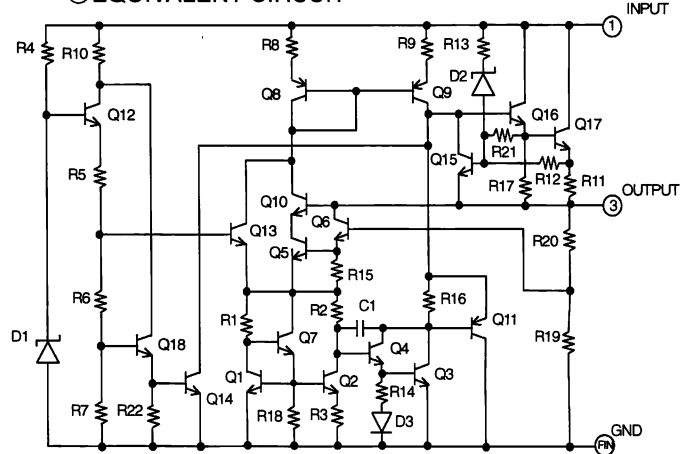 EQUIVALENT CIRCUIT
INPUT
1
R4
R10
R8
R9
R13
D2
Q8
Q9
Q16
Q17
Q12
Q15
R21
R12
R5
R17
R11
OUTPUT
3
Q10
Q6
Q13
Q5
R20
R15
R6
R2
C1
R16
R1
Q11
D1
Q7
R19
Q18
Q4
Q1
Q2
Q3
Q14
R14
R7
R22
R18
R3
D3
GND
FIN